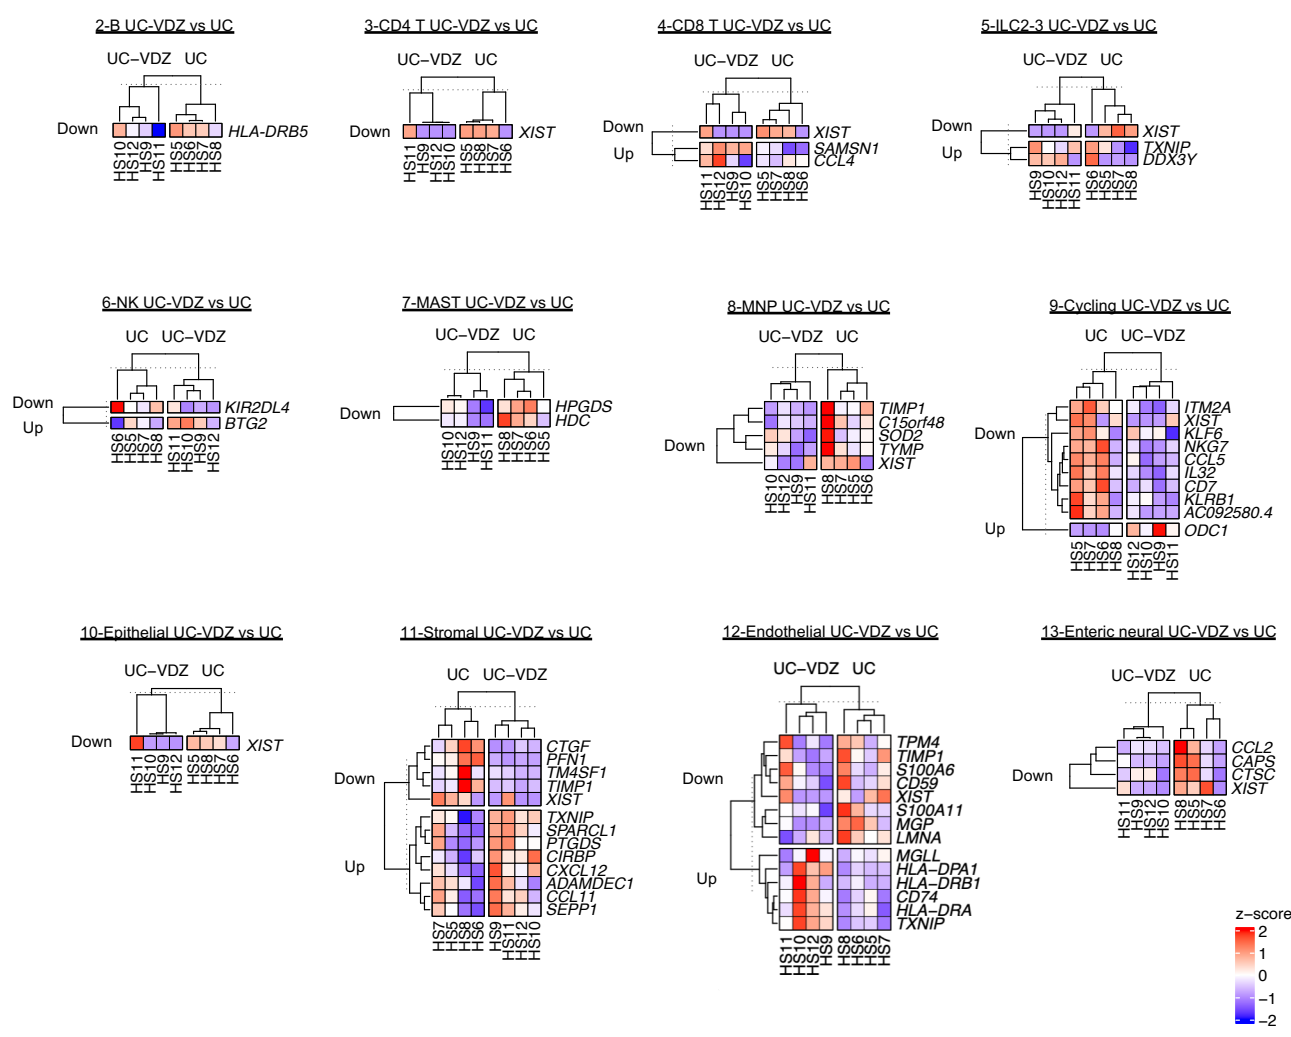 2-B UC-VDZ vs UC
UC−VDZ UC
Down
HLA-DRB5
HS10 HS12 HS9 HS11 HS5 HS6 HS7 HS8
3-CD4 T UC-VDZ vs UC
UC−VDZ UC
Down
XIST
HS11 HS9 HS12 HS10 HS5 HS8 HS7 HS6
4-CD8 T UC-VDZ vs UC
UC−VDZ UC
Down
XIST
Up
SAMSN1
CCL4
HS11 HS12 HS9 HS10 HS5 HS7 HS8 HS6
5-ILC2-3 UC-VDZ vs UC
UC−VDZ UC
Down
XIST
Up
TXNIP
DDX3Y
HS9 HS10 HS12 HS11 HS6 HS5 HS7 HS8
6-NK UC-VDZ vs UC
UC UC−VDZ
Down
KIR2DL4
Up
BTG2
HS6 HS5 HS7 HS8 HS11 HS10 HS9 HS12
7-MAST UC-VDZ vs UC
UC−VDZ UC
Down
HPGDS
HDC
HS10 HS12 HS9 HS11 HS8 HS7 HS6 HS5
8-MNP UC-VDZ vs UC
UC−VDZ UC
Down
TIMP1
C15orf48
SOD2
TYMP
XIST
HS10 HS12 HS9 HS11 HS8 HS7 HS5 HS6
9-Cycling UC-VDZ vs UC
UC UC−VDZ
Down
ITM2A
XIST
KLF6
NKG7
CCL5
IL32
CD7
KLRB1
AC092580.4
Up
ODC1
HS5 HS7 HS6 HS8 HS12 HS10 HS9 HS11
10-Epithelial UC-VDZ vs UC
UC−VDZ UC
Down
XIST
HS11 HS10 HS9 HS12 HS5 HS8 HS7 HS6
11-Stromal UC-VDZ vs UC
UC UC−VDZ
Down
CTGF
PFN1
TM4SF1
TIMP1
XIST
Up
TXNIP
SPARCL1
PTGDS
CIRBP
CXCL12
ADAMDEC1
CCL11
SEPP1
HS7 HS5 HS8 HS6 HS9 HS11 HS12 HS10
12-Endothelial UC-VDZ vs UC
UC−VDZ UC
Down
TPM4
TIMP1
S100A6
CD59
XIST
S100A11
MGP
LMNA
Up
MGLL
HLA−DPA1
HLA−DRB1
CD74
HLA−DRA
TXNIP
HS11 HS10 HS12 HS9 HS8 HS6 HS5 HS7
13-Enteric neural UC-VDZ vs UC
UC−VDZ UC
Down
CCL2
CAPS
CTSC
XIST
HS11 HS9 HS12 HS10 HS8 HS5 HS7 HS6
z−score
2
1
0
−1
−2